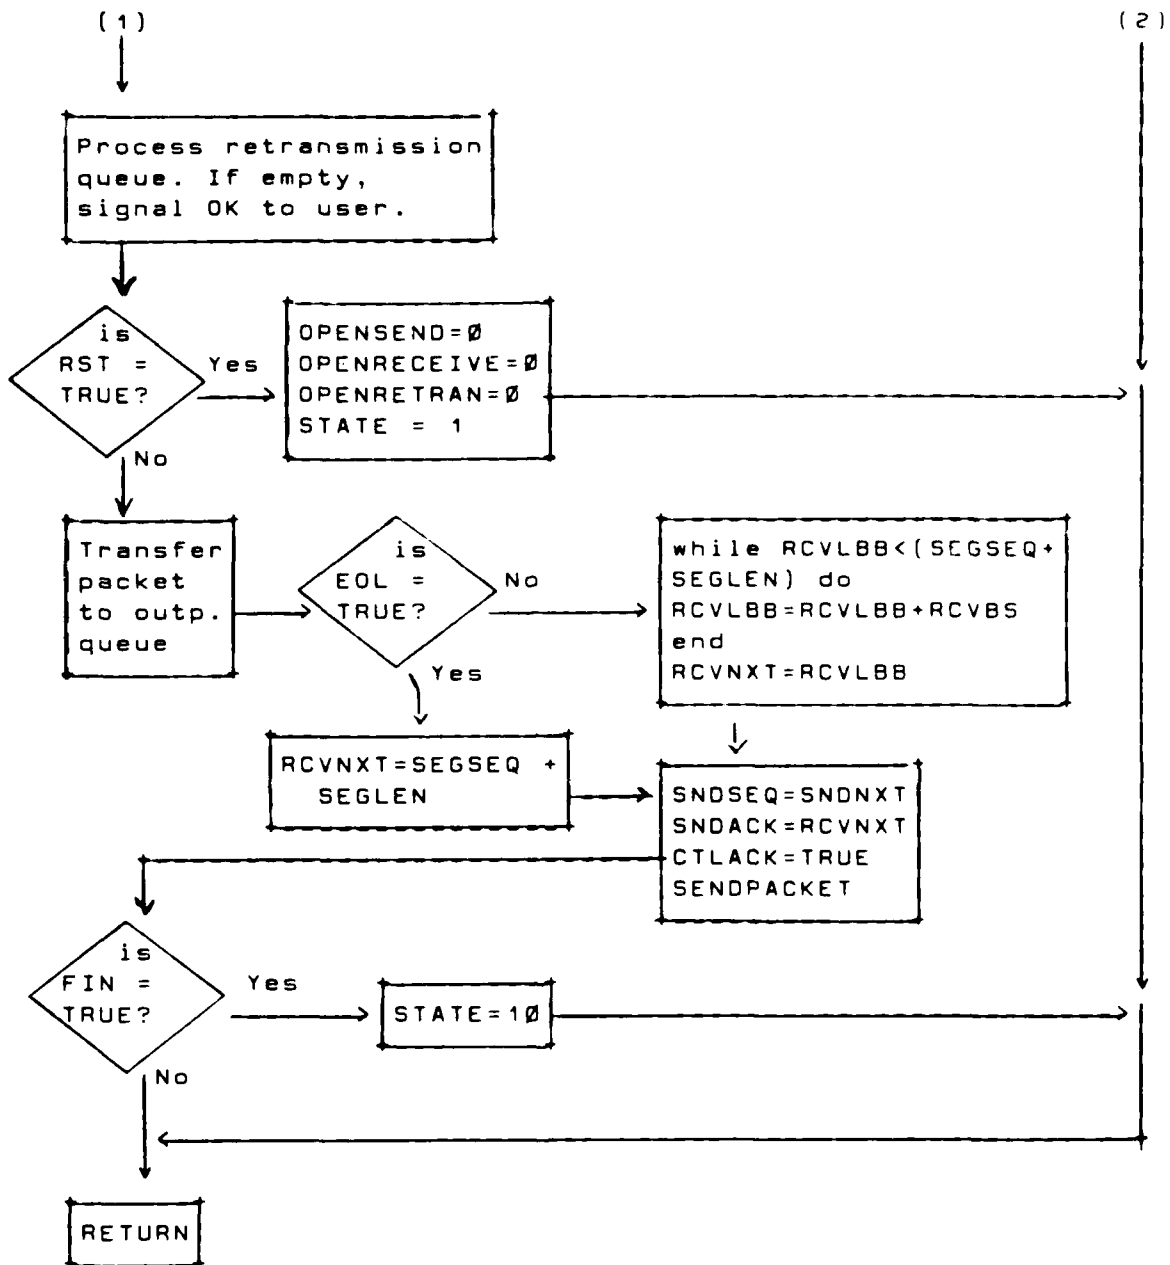 (1)
(2)
Process retransmission
queue. If empty,
signal OK to user.
is
RST =
TRUE?
Yes
OPENSEND=Ø
OPENRECEIVE=Ø
OPENRETRAN=Ø
STATE = 1
No
Transfer
packet
to outp.
queue
is
EOL =
TRUE?
No
while RCVLBB<(SEGSEQ+
SEGLEN) do
RCVLBB=RCVLBB+RCVBS
end
RCVNXT=RCVLBB
Yes
RCVNXT=SEGSEQ +
SEGLEN
SNDSEQ=SNDNXT
SNDACK=RCVNXT
CTLACK=TRUE
SENDPACKET
is
FIN =
TRUE?
Yes
STATE=1Ø
No
RETURN